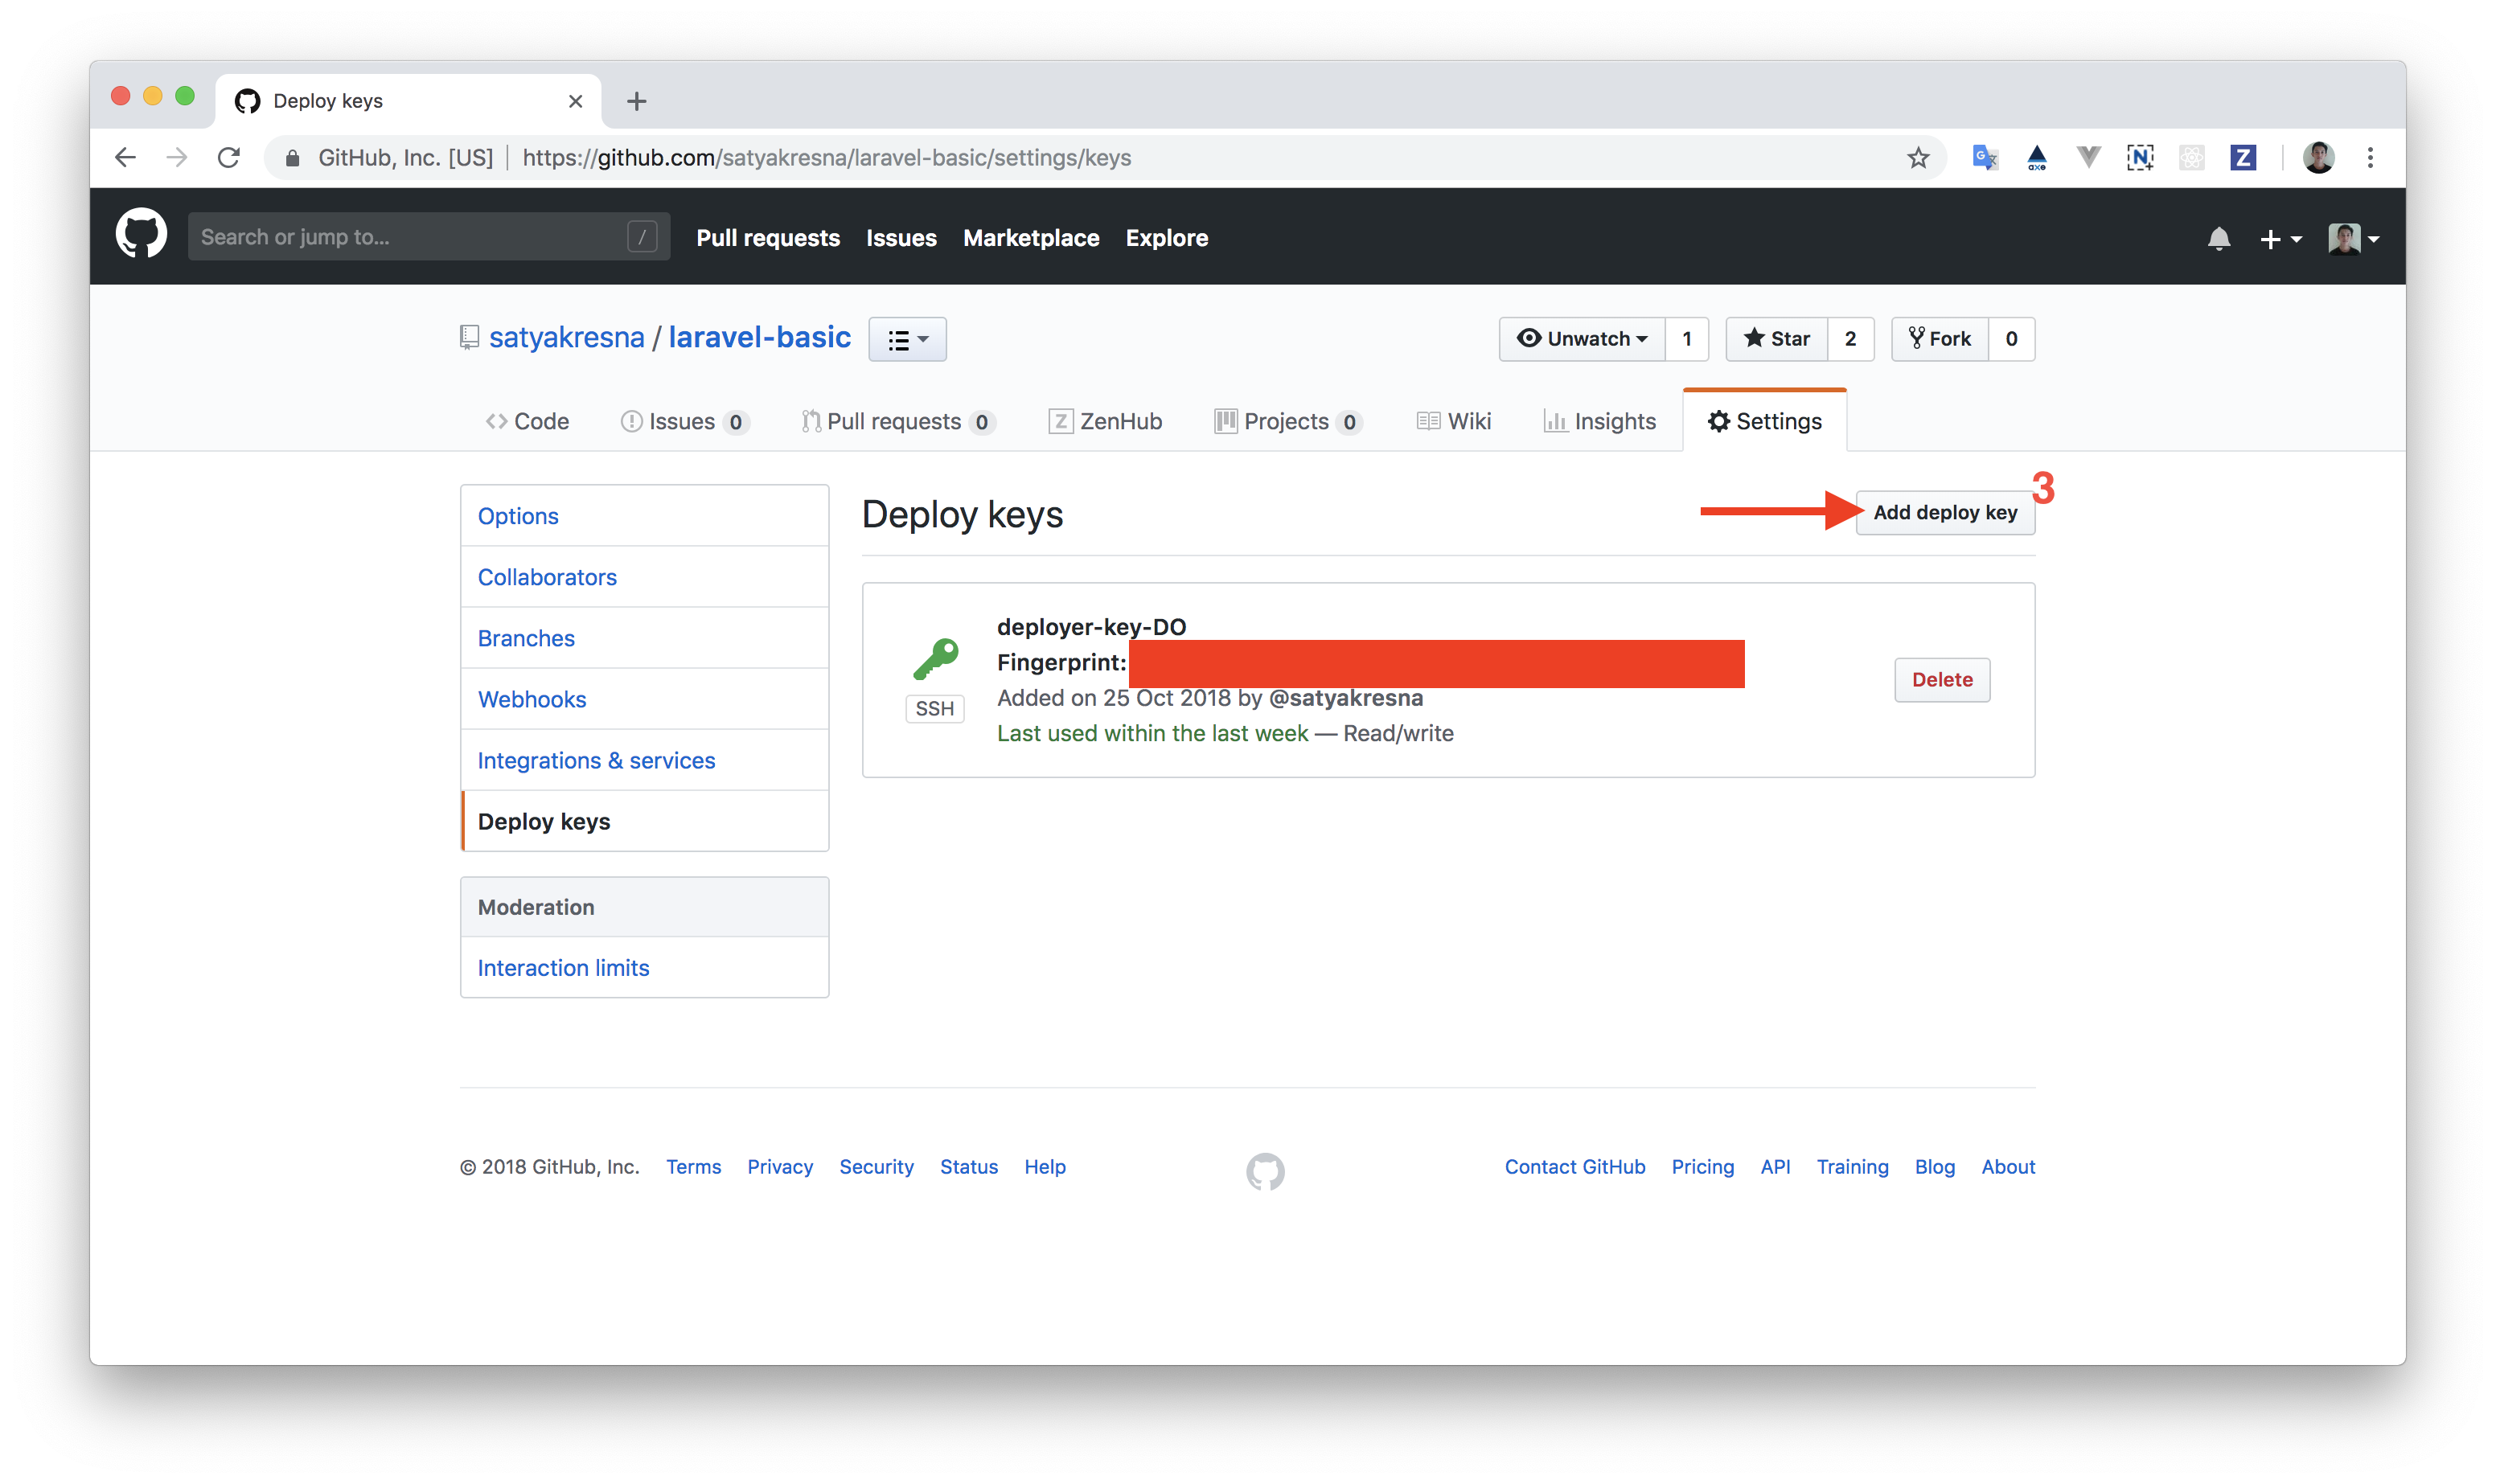 Deploy keys
GitHub, Inc. [US] https://github.com/satyakresna/laravel-basic/settings/keys
Search or jump to... /
Pull requests Issues Marketplace Explore
satyakresna / laravel-basic
Unwatch 1 Star 2 Fork 0
Code Issues 0 Pull requests 0 Z ZenHub Projects 0 Wiki Insights Settings
Options
Collaborators
Branches
Webhooks
Integrations & services
Deploy keys
Moderation
Interaction limits
Deploy keys
3
Add deploy key
deployer-key-DO
Fingerprint:
Added on 25 Oct 2018 by @satyakresna
Last used within the last week — Read/write
SSH
Delete
© 2018 GitHub, Inc. Terms Privacy Security Status Help
Contact GitHub Pricing API Training Blog About